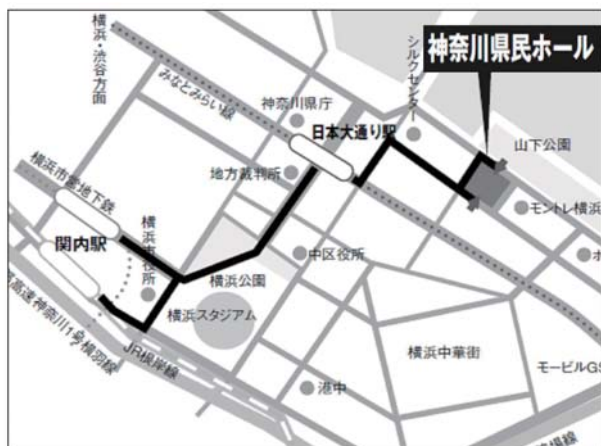 神奈川県民ホール
横浜・渋谷方面
みなとみらい線
神奈川県庁
シルクセンター
日本大通り駅
山下公園
地方裁判所
横浜市営地下鉄
モントレ横浜
関内駅
横浜市役所
中区役所
横浜公園
横浜スタジアム
高速神奈川1号横羽線
JR根岸線
横浜中華街
モービルGS
港中